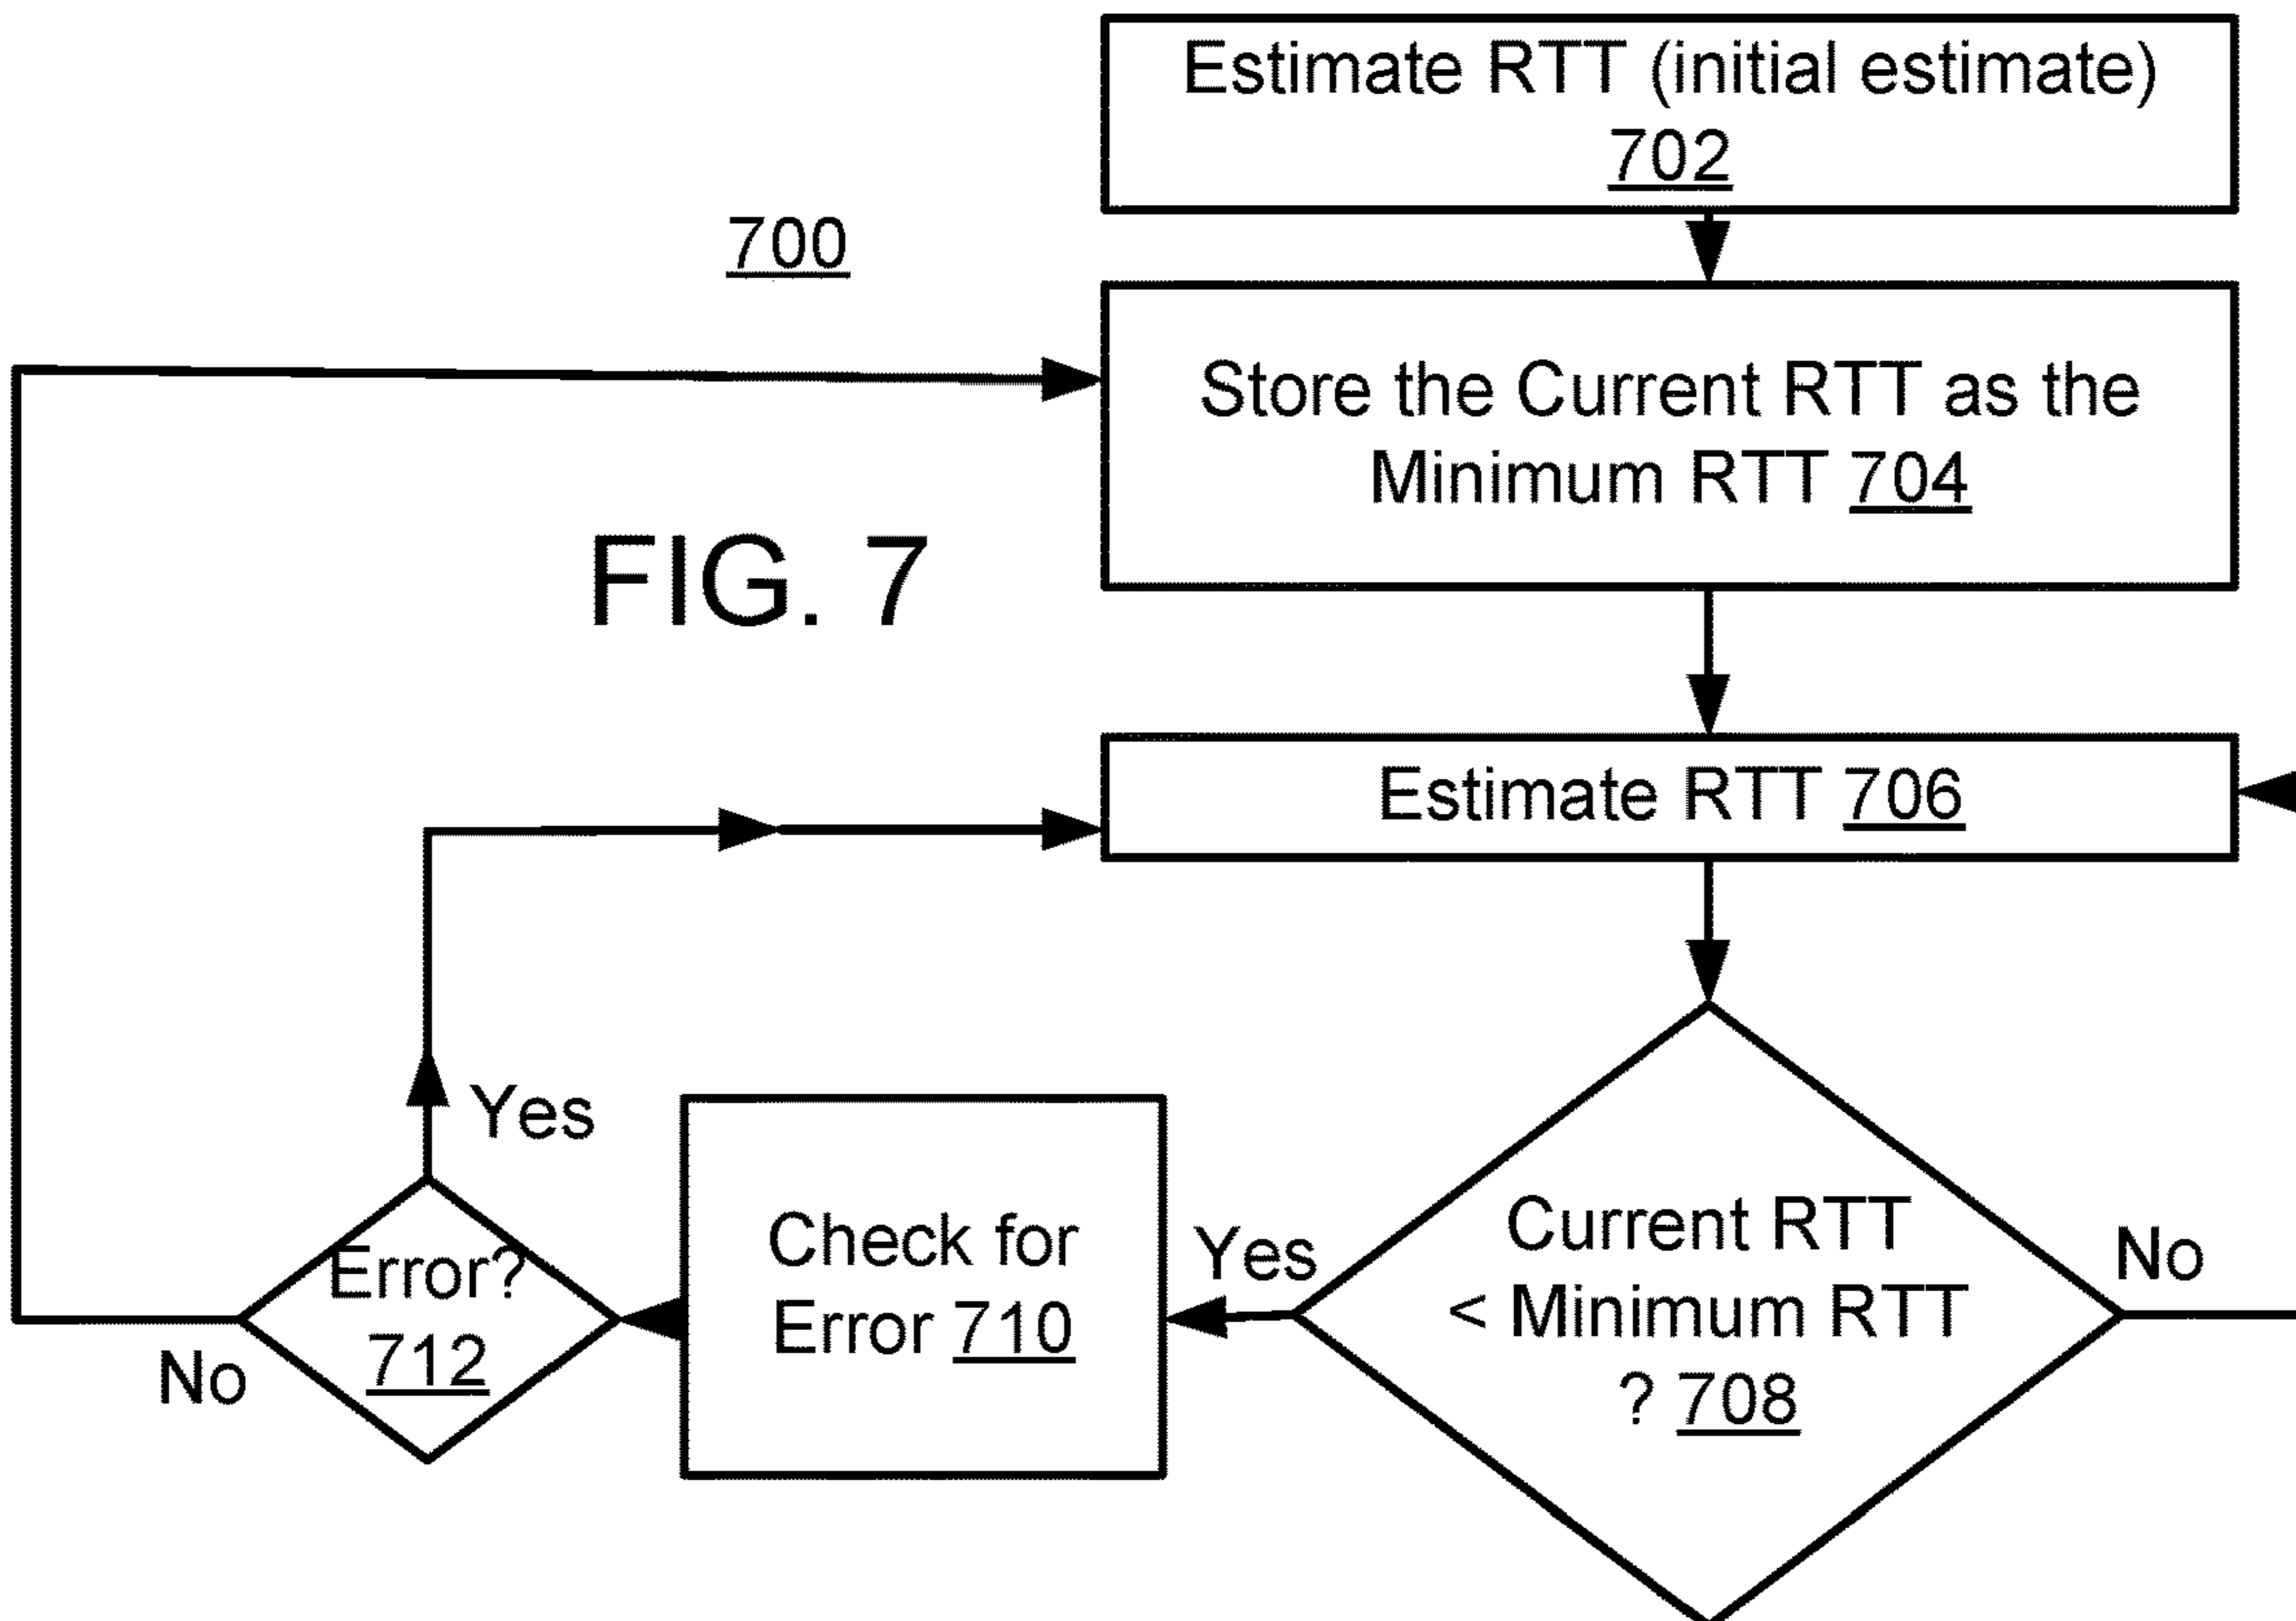 Estimate RTT (initial estimate)
702
700
Store the Current RTT as the
Minimum RTT 704
FIG. 7
Estimate RTT 706
Yes
Check for
Error 710
Yes
Current RTT
< Minimum RTT
? 708
No
Error?
712
No